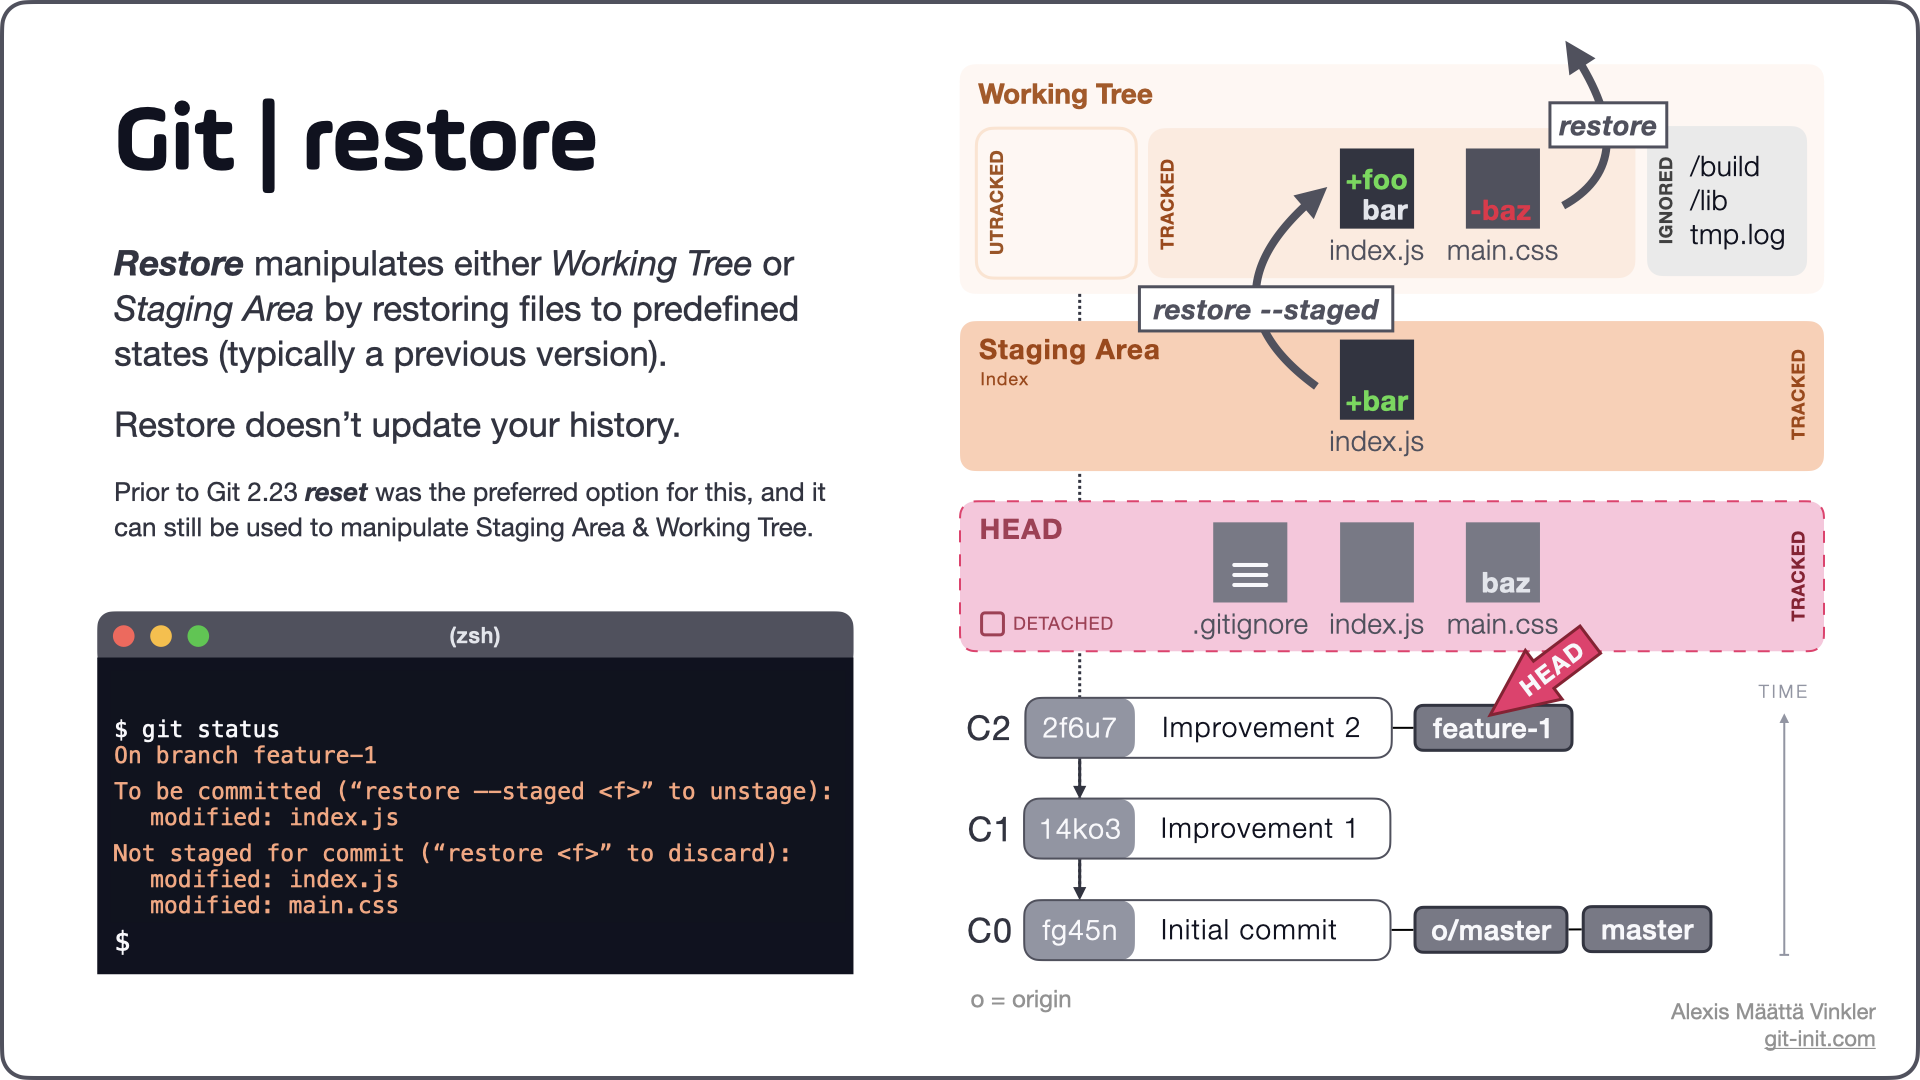 Git | restore
Restore manipulates either Working Tree or
Staging Area by restoring files to predefined
states (typically a previous version).
Restore doesn’t update your history.
Prior to Git 2.23 reset was the preferred option for this, and it
can still be used to manipulate Staging Area & Working Tree.
(zsh)
$ git status
On branch feature-1
To be committed (“restore --staged <f>” to unstage):
modified: index.js
Not staged for commit (“restore <f>” to discard):
modified: index.js
modified: main.css
$
Working Tree
UTRACKED
TRACKED
+foo
bar
index.js
-baz
main.css
restore
IGNORED
/build
/lib
tmp.log
restore --staged
Staging Area
Index
+bar
index.js
TRACKED
HEAD
DETACHED
.gitignore
index.js
baz
main.css
TRACKED
HEAD
C2 2f6u7 Improvement 2 feature-1
C1 14ko3 Improvement 1
C0 fg45n Initial commit o/master master
TIME
o = origin
Alexis Määttä Vinkler
git-init.com